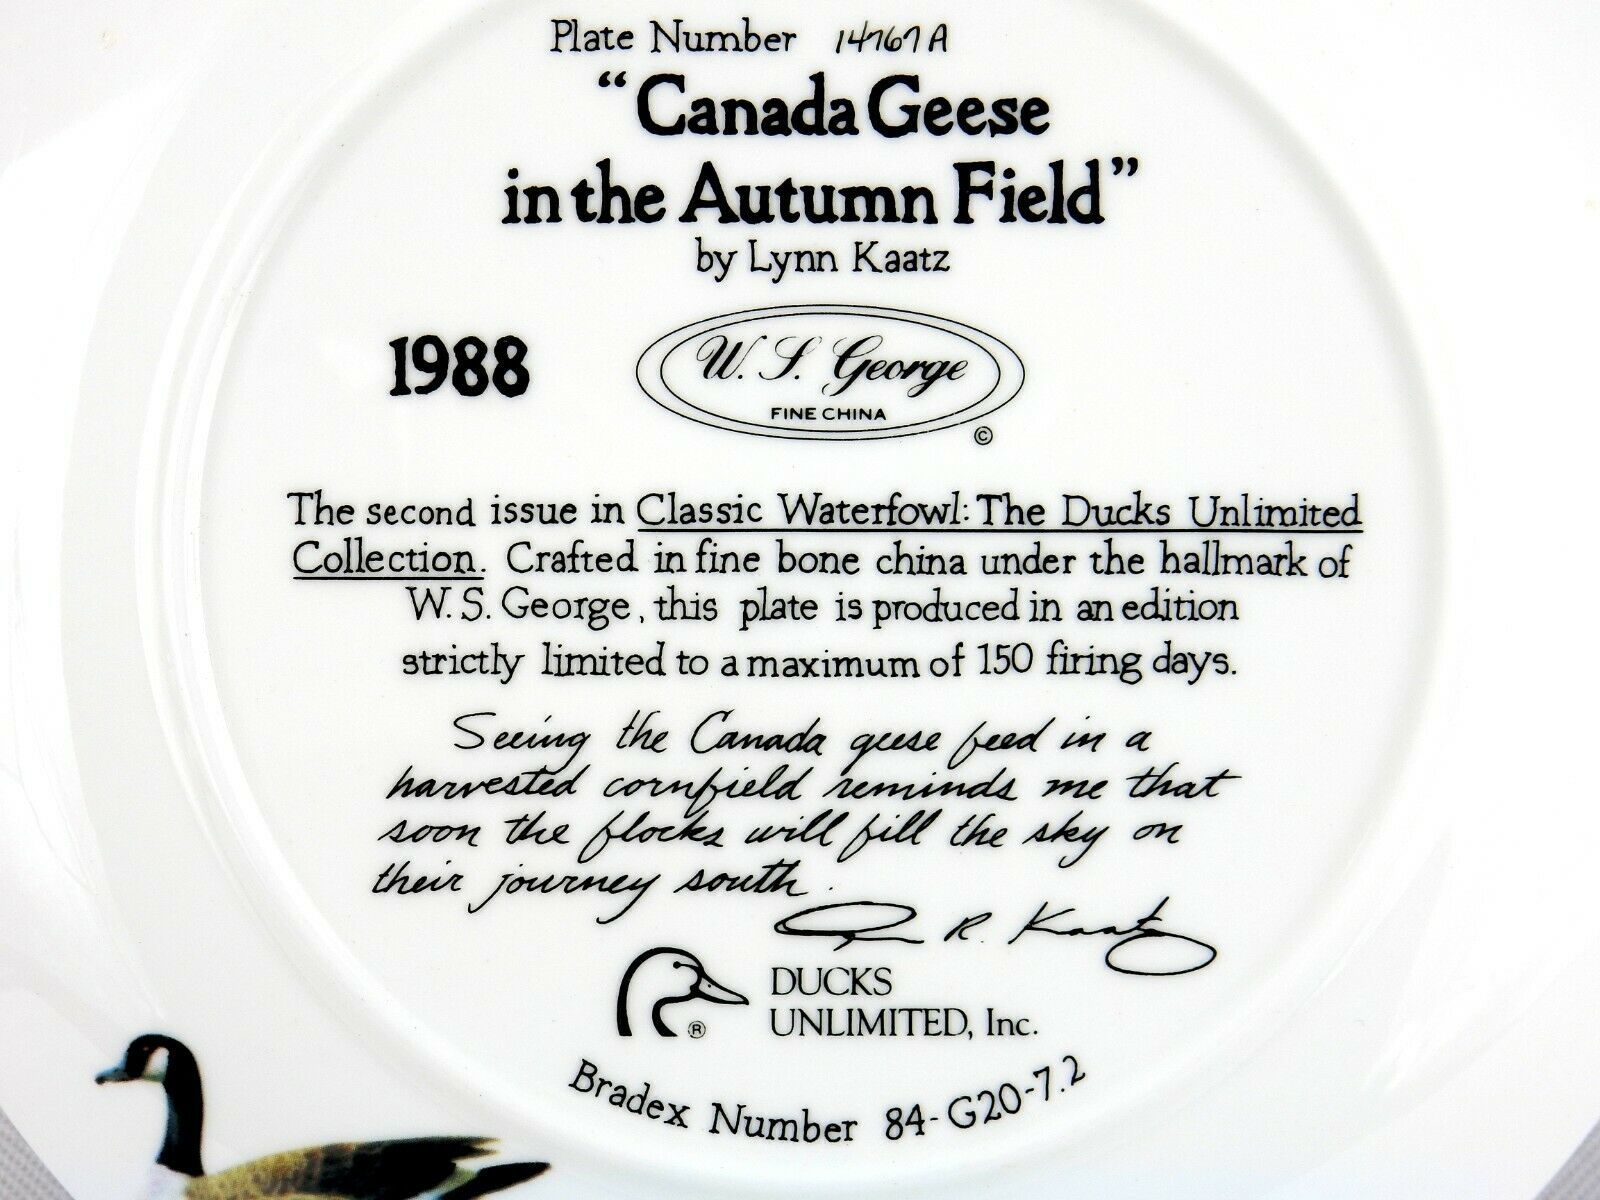 Plate Number 14767A
“Canada Geese
in the Autumn Field”
by Lynn Kaatz
1988
W. S. George
FINE CHINA
©
The second issue in Classic Waterfowl: The Ducks Unlimited
Collection. Crafted in fine bone china under the hallmark of
W. S. George, this plate is produced in an edition
strictly limited to a maximum of 150 firing days.
Seeing the Canada geese feed in a
harvested cornfield reminds me that
soon the flocks will fill the sky on
their journey south.
R. Kaatz
DUCKS
®
UNLIMITED, Inc.
Bradex Number 84-G20-7.2